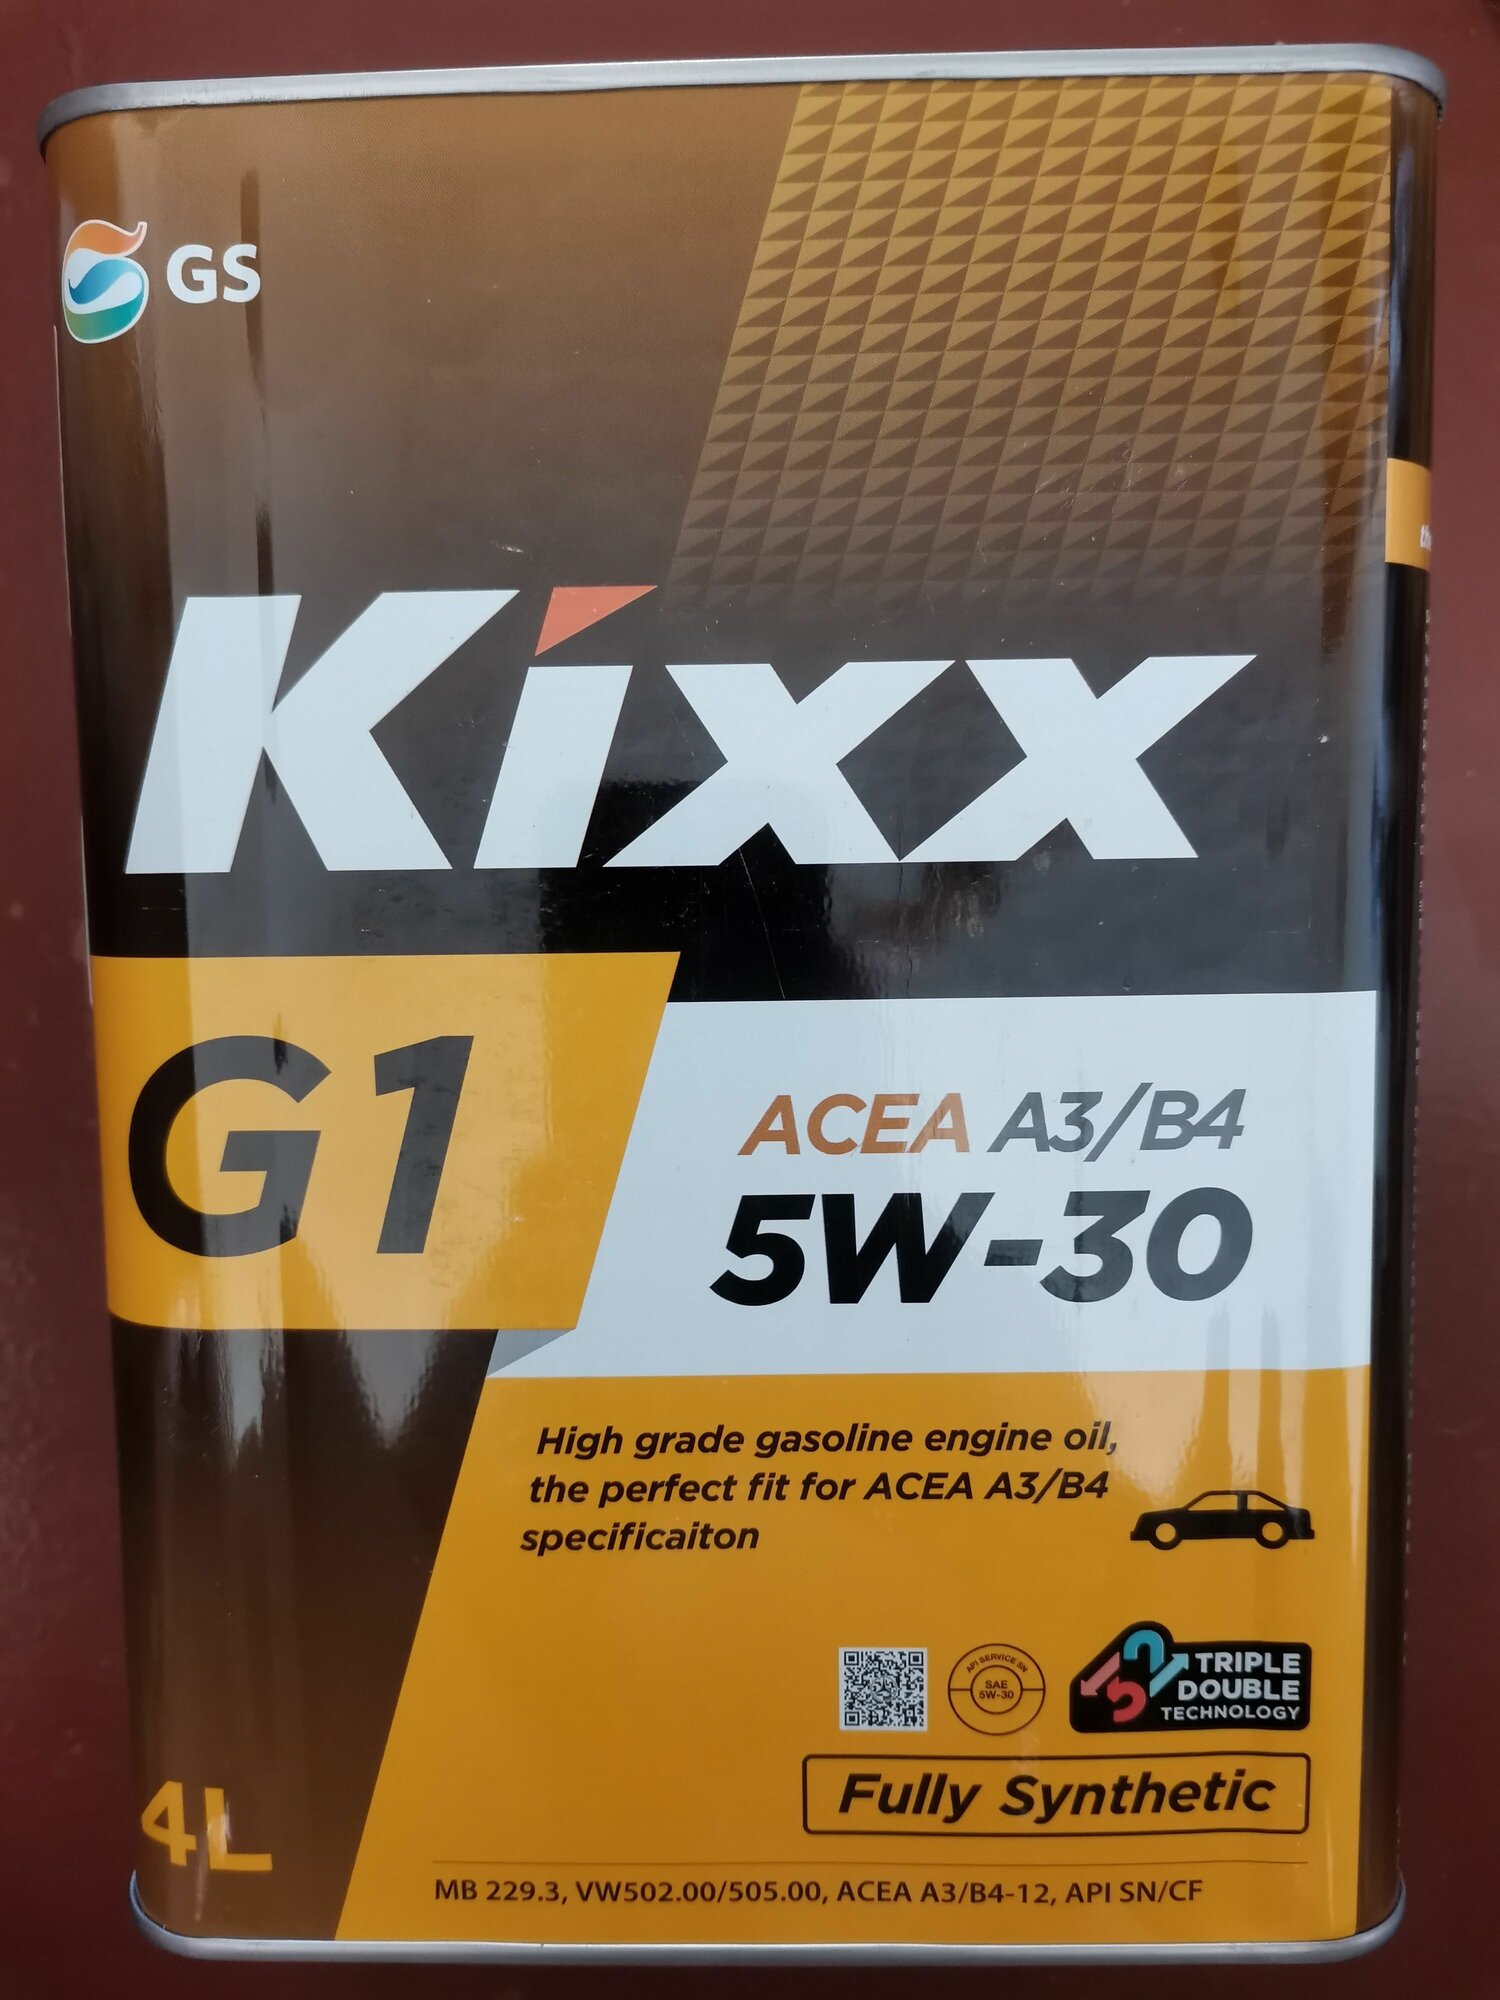 GS
Kixx
G1
ACEA A3/B4
5W-30
High grade gasoline engine oil,
the perfect fit for ACEA A3/B4
specificaiton
API SERVICE SN
SAE
5W-30
TRIPLE
DOUBLE
TECHNOLOGY
Fully Synthetic
4L
MB 229.3, VW502.00/505.00, ACEA A3/B4-12, API SN/CF